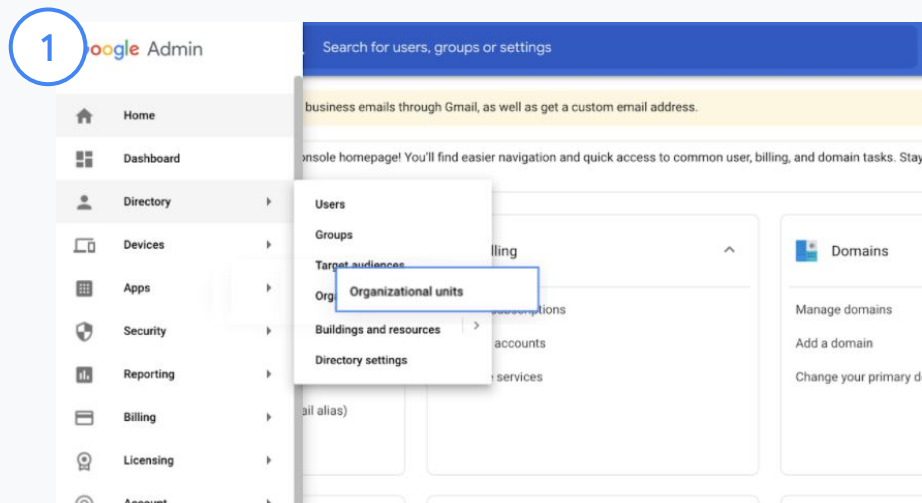 1
oogle Admin
Search for users, groups or settings
business emails through Gmail, as well as get a custom email address.
Home
Dashboard
onsole homepage! You'll find easier navigation and quick access to common user, billing, and domain tasks. Stay
Directory
Users
Groups
Target audiences
Organizational units
Buildings and resources
Directory settings
Devices
Apps
Security
Reporting
Billing
Licensing
Account
lling
accounts
services
ail alias)
Domains
Manage domains
Add a domain
Change your primary d